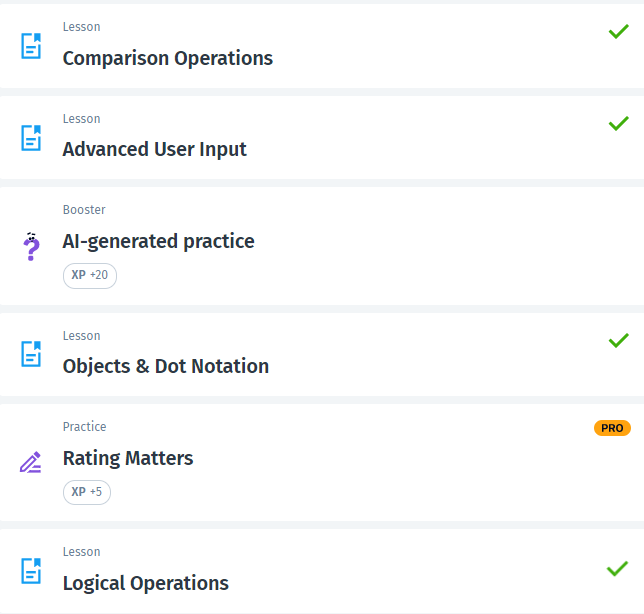 Lesson
Comparison Operations
Lesson
Advanced User Input
Booster
AI-generated practice
XP +20
Lesson
Objects & Dot Notation
Practice
PRO
Rating Matters
XP +5
Lesson
Logical Operations